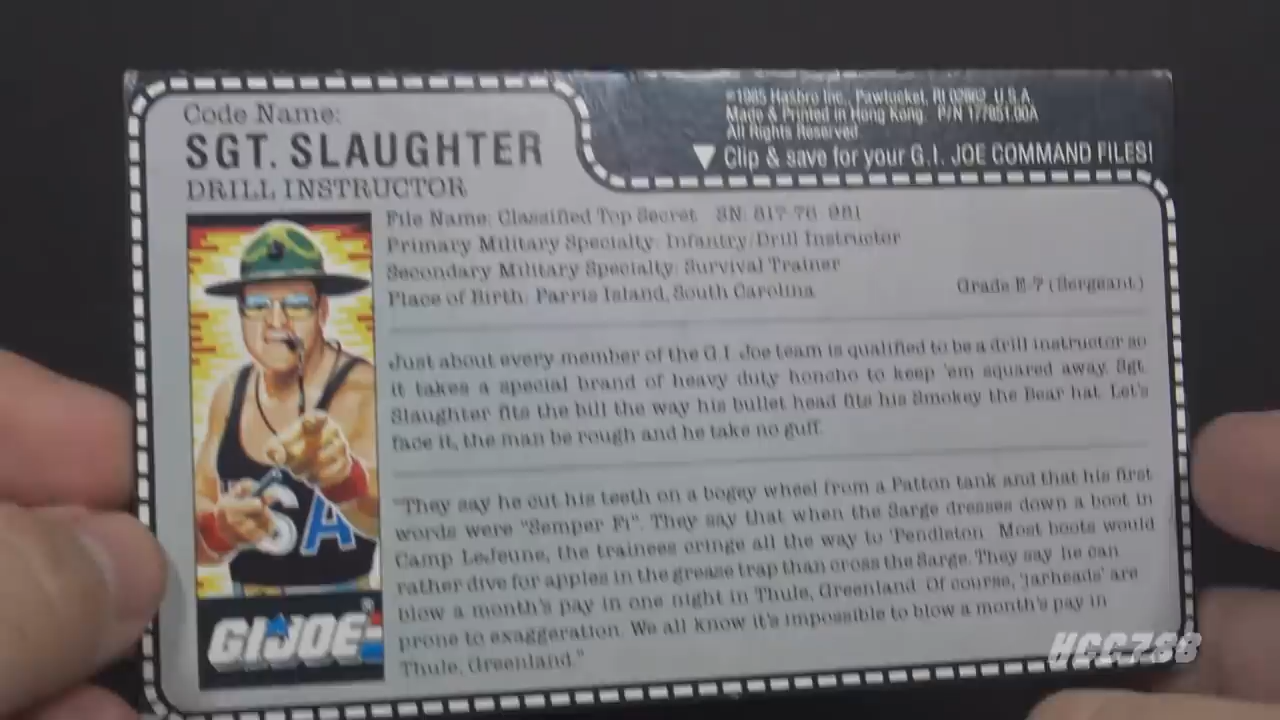 Code Name:
SGT. SLAUGHTER
DRILL INSTRUCTOR
©1985 Hasbro Inc., Pawtucket, RI 02862 U.S.A.
Made & Printed in Hong Kong. P/N 177651.00A
All Rights Reserved.
▼ Clip & save for your G.I. JOE COMMAND FILES!
File Name: Classified Top Secret SN:
Primary Military Specialty: Infantry/Drill Instructor
Secondary Military Specialty: Survival Trainer
Place of Birth: Parris Island, South Carolina Grade E-7 (Sergeant)
Just about every member of the G.I. Joe team is qualified to be a drill instructor so
it takes a special brand of heavy duty honcho to keep 'em squared away. Sgt.
Slaughter fits the bill the way his bullet head fits his Smokey the Bear hat. Let's
face it, the man be rough and he take no guff.
"They say he cut his teeth on a bogey wheel from a Patton tank and that his first
words were "Semper Fi". They say that when the Sarge dresses down a boot in
Camp LeJeune, the trainees cringe all the way to 'Pendleton. Most boots would
rather dive for apples in the grease trap than cross the Sarge. They say he can
blow a month's pay in one night in Thule, Greenland. Of course, 'jarheads' are
prone to exaggeration. We all know it's impossible to blow a month's pay in
Thule, Greenland."
SA
GI JOE®
HCC788